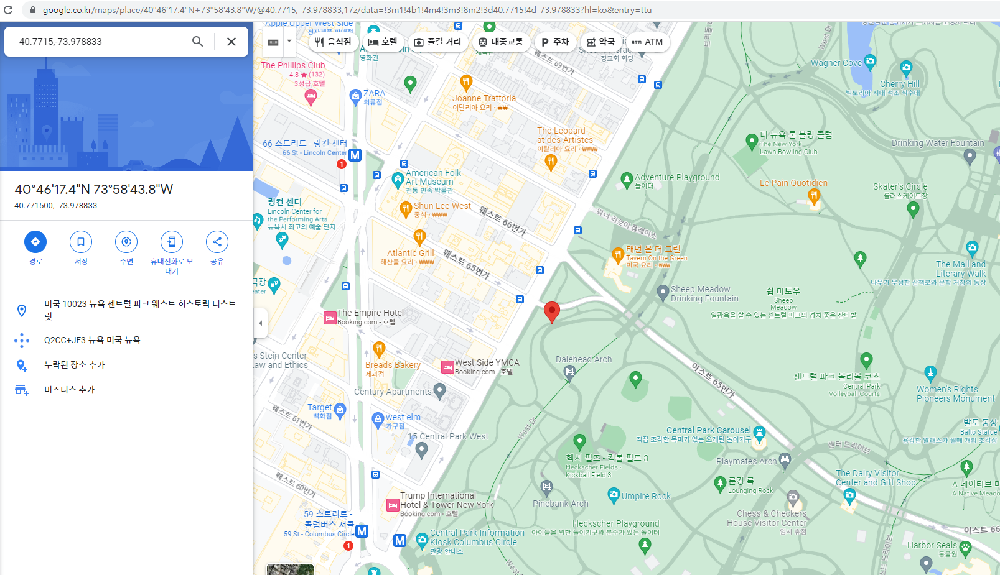 google.co.kr/maps/place/40°46'17.4"N+73°58'43.8"W/@40.7715,-73.978833,17z/data=!3m1!4b1!4m4!3m3!8m2!3d40.7715!4d-73.978833?hl=ko&entry=ttu
40.7715,-73.978833
40°46'17.4"N 73°58'43.8"W
40.771500, -73.978833
경로
저장
주변
휴대전화로 보
내기
공유
미국 10023 뉴욕 센트럴 파크 웨스트 히스토릭 디스트
릿
Q2CC+JF3 뉴욕 미국 뉴욕
누락된 장소 추가
비즈니스 추가
음식점
호텔
즐길 거리
대중교통
주차
약국
ATM
Apple Upper West Side
전자제품 판매점
영화관
정교회 회당
웨스트 69번가
West Dr
Wagner Cove
Cherry Hill
빅토리아 시대 석조 식수대
The Phillips Club
4.8 ★ (132)
3성급 호텔
ZARA
의류점
Joanne Trattoria
이탈리아 요리 · ₩₩
The Leopard
at des Artistes
이탈리아 요리 · ₩₩₩₩
66 스트리트 - 링컨 센터
66 St - Lincoln Center
M
1
더 뉴욕 론 볼링 클럽
The New York
Lawn Bowling Club
Drinking Water Fountain
American Folk
Art Museum
전통 민속 박물관
Adventure Playground
놀이터
Le Pain Quotidien
Skater's Circle
롤러스케이트장
링컨 센터
Lincoln Center for
the Performing Arts
뉴욕시 최고의 예술 단지
Shun Lee West
중식 · ₩₩₩
웨스트 66번가
워너 리로이 플레이스
Atlantic Grill
해산물 요리 · ₩₩₩
웨스트 65번가
태번 온 더 그린
Tavern On the Green
미국 요리 · ₩₩₩
The Mall and
Literary Walk
나무가 무성한 산책로와 문학 거장의 동상
극장
eater
Sheep Meadow
Drinking Fountain
쉽 미도우
Sheep
Meadow
일광욕을 할 수 있는 센트럴 파크의 경치 좋은 잔디밭
The Empire Hotel
Booking.com - 호텔
s Stein Center
aw and Ethics
Breads Bakery
제과점
West Side YMCA
Booking.com - 호텔
Dalehead Arch
이스트 65번가
센트럴 파크 볼리볼 코츠
Central Park
Volleyball Courts
Women's Rights
Pioneers Monument
Century Apartments
웨스트 61번가
Target
백화점
west elm
가구점
15 Central Park West
West Dr
Central Park Carousel
직접 조각한 목마가 있는 오래된 놀이기구
발토 동상
Balto Statue
용감한 알래스카 썰매 개의 조각상
헥셔 필즈 - 킥볼 필드 3
Heckscher Fields -
Kickball Field 3
센터 드라이브
Playmates Arch
The Dairy Visitor
Center and Gift Shop
웨스트 60번가
룬깅 록
Lounging Rock
A 네이티브 미
A Native Meado
Trump International
Hotel & Tower New York
Booking.com - 호텔
Pinebank Arch
Umpire Rock
Chess & Checkers
House Visitor Center
임시 휴점
59 스트리트 -
콜럼버스 서클
59 St - Columbus Circle
M
1
M
Central Park Information
Kiosk Columbus Circle
관광 안내소
Heckscher Playground
아이들을 위한 놀이기구와 분수가 있는 놀이터
이스트 66
Harbor Seals
동물원
West